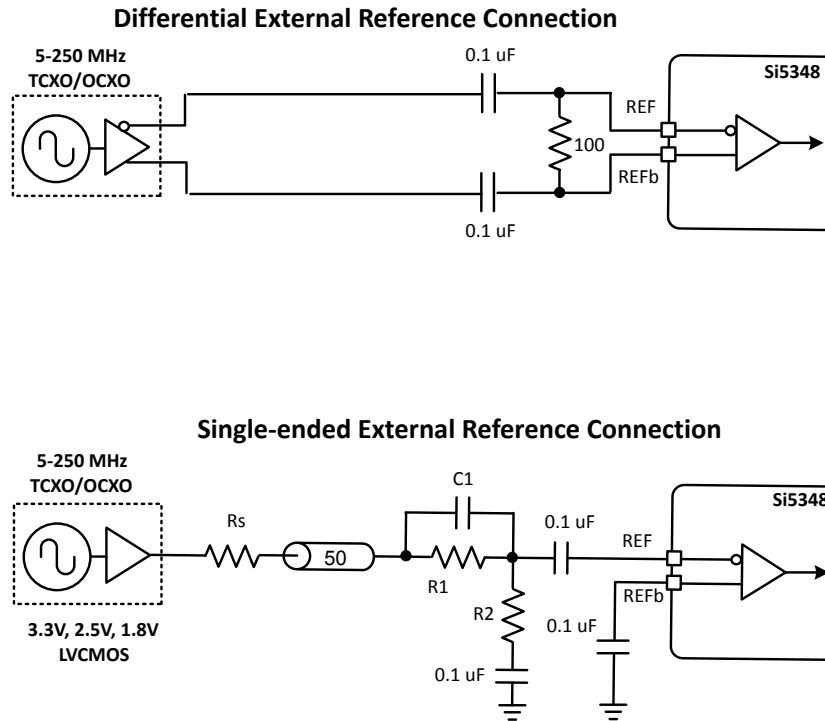 Differential External Reference Connection
5-250 MHz
TCXO/OCXO
0.1 uF
Si5348
REF
100
REFb
0.1 uF
Single-ended External Reference Connection
5-250 MHz
TCXO/OCXO
C1
Si5348
Rs
0.1 uF
REF
50
R1
REFb
R2
0.1 uF
3.3V, 2.5V, 1.8V
LVCMOS
0.1 uF